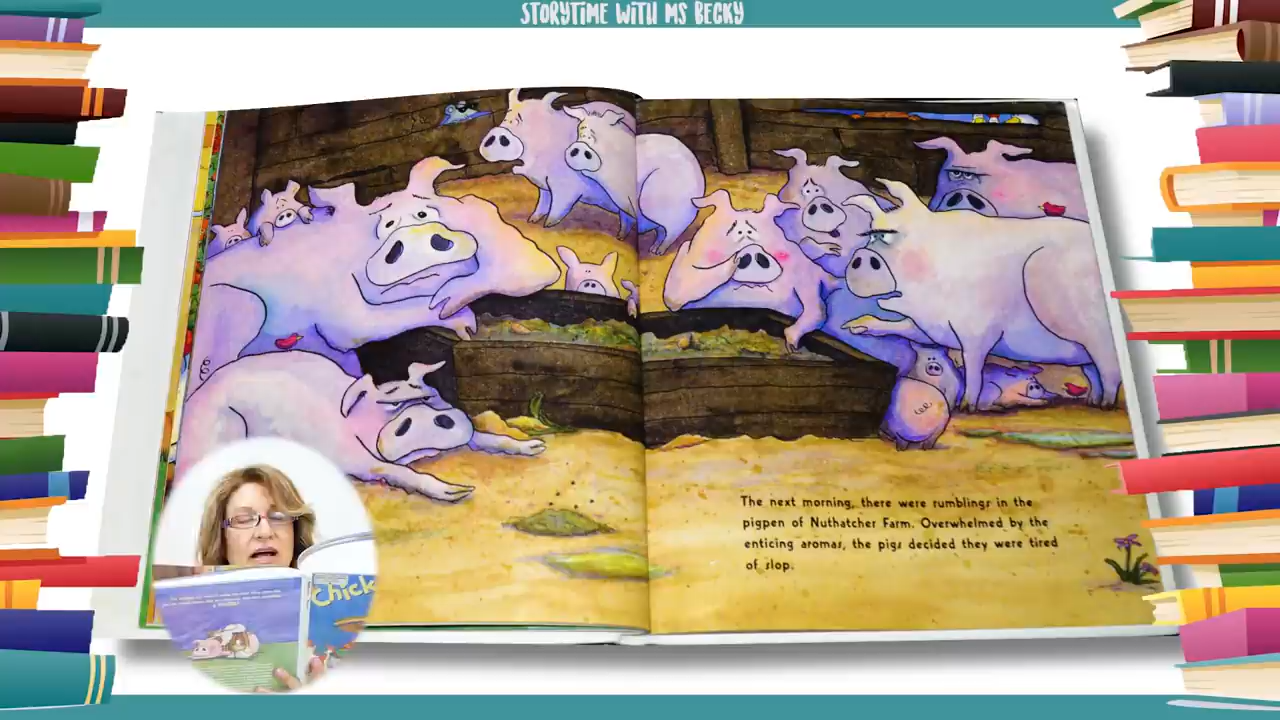 STORYTIME WITH MS BECKY
The next morning, there were rumblings in the
pigpen of Nuthatcher Farm. Overwhelmed by the
enticing aromas, the pigs decided they were tired
of slop.
Chick